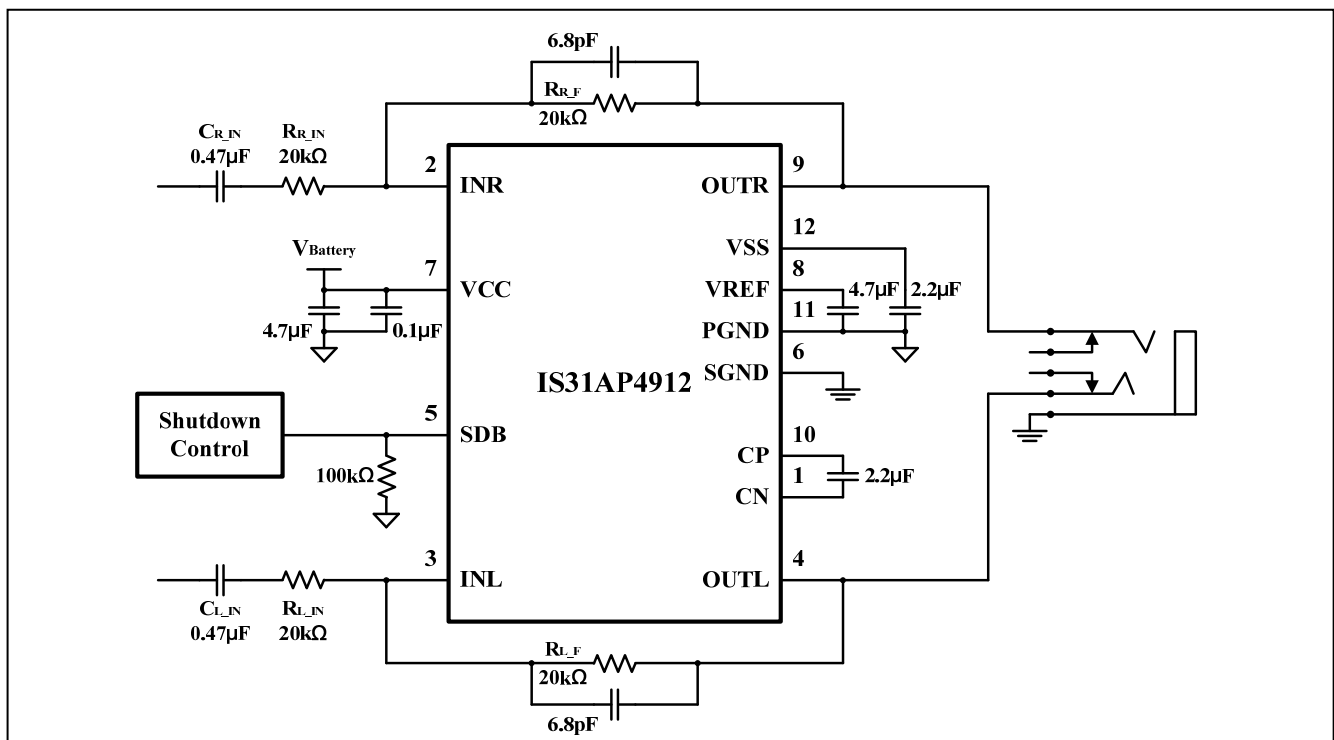 6.8pF
RR_F
20kΩ
CR_IN
0.47µF
RR_IN
20kΩ
2
INR
9
OUTR
12
VSS
VBattery
7
VCC
8
VREF
4.7µF
2.2µF
11
PGND
4.7µF
0.1µF
6
SGND
IS31AP4912
Shutdown
Control
5
SDB
100kΩ
10
CP
1
CN
2.2µF
3
INL
4
OUTL
CL_IN
0.47µF
RL_IN
20kΩ
RL_F
20kΩ
6.8pF